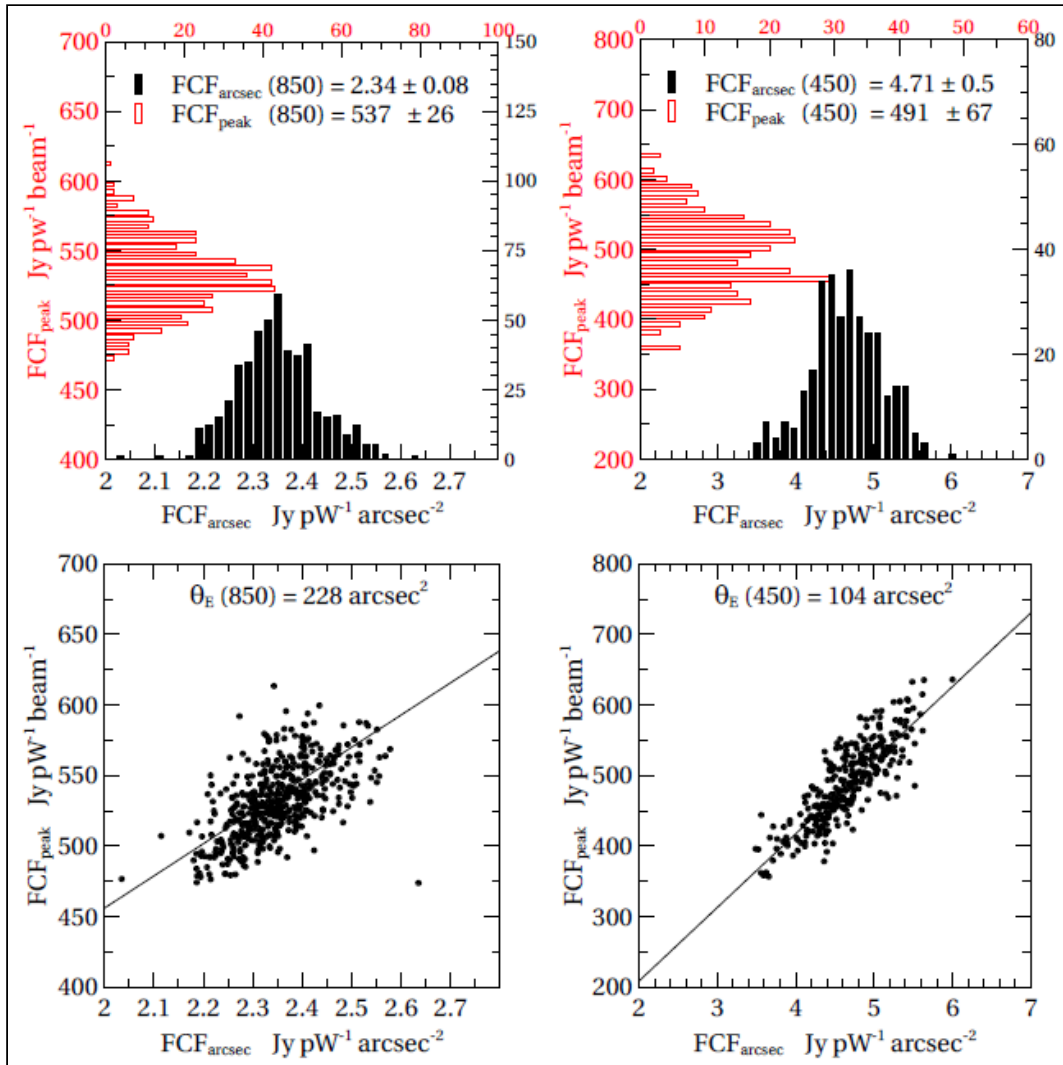 0 20 40 60 80 100
700 650 600 550 500 450 400
150 125 100 75 50 25 0
FCF_arcsec (850) = 2.34 ± 0.08
FCF_peak (850) = 537 ± 26
FCF_peak Jy pW⁻¹ beam⁻¹
2 2.1 2.2 2.3 2.4 2.5 2.6 2.7
FCF_arcsec Jy pW⁻¹ arcsec⁻²
0 10 20 30 40 50 60
800 700 600 500 400 300 200
80 60 40 20 0
FCF_arcsec (450) = 4.71 ± 0.5
FCF_peak (450) = 491 ± 67
FCF_peak Jy pW⁻¹ beam⁻¹
2 3 4 5 6 7
FCF_arcsec Jy pW⁻¹ arcsec⁻²
700 650 600 550 500 450 400
θ_E (850) = 228 arcsec²
FCF_peak Jy pW⁻¹ beam⁻¹
2 2.1 2.2 2.3 2.4 2.5 2.6 2.7
FCF_arcsec Jy pW⁻¹ arcsec⁻²
800 700 600 500 400 300 200
θ_E (450) = 104 arcsec²
FCF_peak Jy pW⁻¹ beam⁻¹
2 3 4 5 6 7
FCF_arcsec Jy pW⁻¹ arcsec⁻²